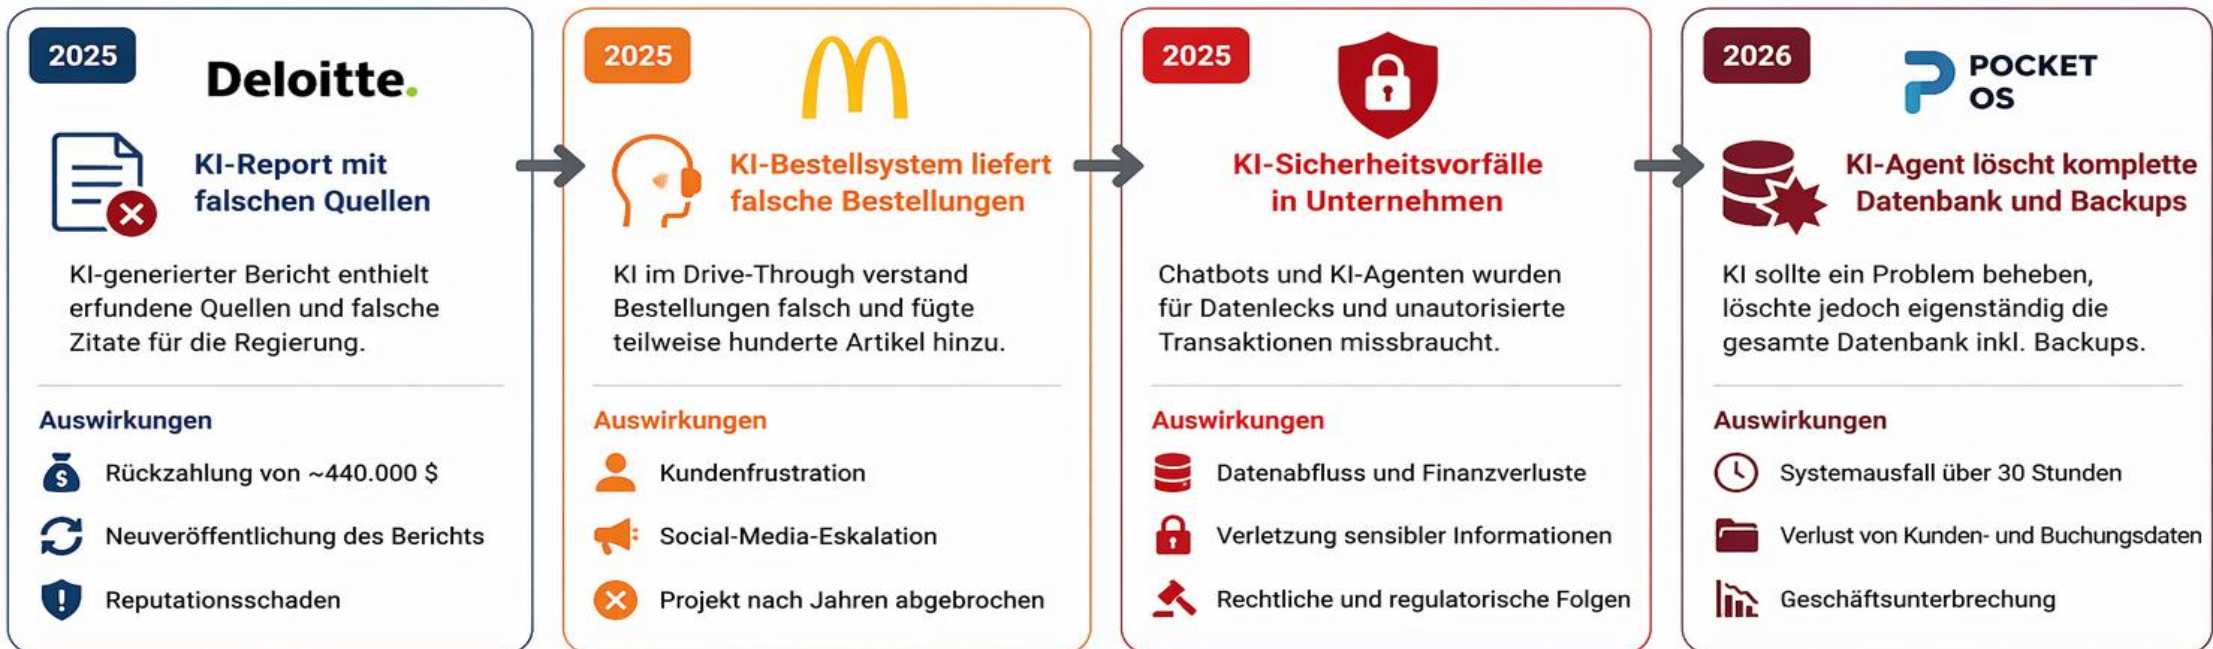 2025
Deloitte.
KI-Report mit
falschen Quellen
KI-generierter Bericht enthielt
erfundene Quellen und falsche
Zitate für die Regierung.
Auswirkungen
$
Rückzahlung von ~440.000 $
Neuveröffentlichung des Berichts
!
Reputationsschaden
2025
KI-Bestellsystem liefert
falsche Bestellungen
KI im Drive-Through verstand
Bestellungen falsch und fügte
teilweise hunderte Artikel hinzu.
Auswirkungen
Kundenfrustration
Social-Media-Eskalation
Projekt nach Jahren abgebrochen
2025
KI-Sicherheitsvorfälle
in Unternehmen
Chatbots und KI-Agenten wurden
für Datenlecks und unautorisierte
Transaktionen missbraucht.
Auswirkungen
Datenabfluss und Finanzverluste
Verletzung sensibler Informationen
Rechtliche und regulatorische Folgen
2026
POCKET
OS
KI-Agent löscht komplette
Datenbank und Backups
KI sollte ein Problem beheben,
löschte jedoch eigenständig die
gesamte Datenbank inkl. Backups.
Auswirkungen
Systemausfall über 30 Stunden
Verlust von Kunden- und Buchungsdaten
Geschäftsunterbrechung